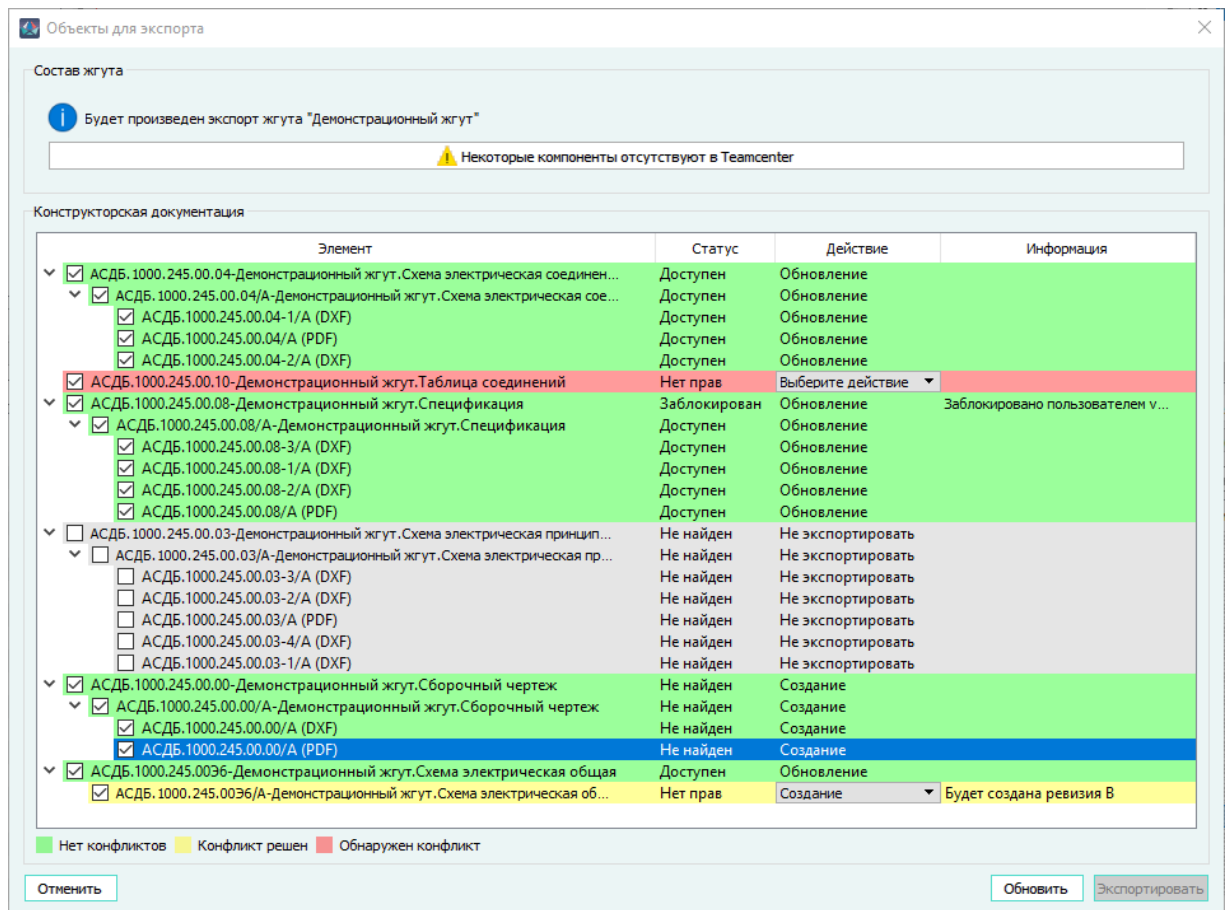 Объекты для экспорта
Состав жгута
Будет произведен экспорт жгута "Демонстрационный жгут"
Некоторые компоненты отсутствуют в Teamcenter
Конструкторская документация
Элемент Статус Действие Информация
АСДБ.1000.245.00.04-Демонстрационный жгут.Схема электрическая соединен... Доступен Обновление
АСДБ.1000.245.00.04/A-Демонстрационный жгут.Схема электрическая сое... Доступен Обновление
АСДБ.1000.245.00.04-1/A (DXF) Доступен Обновление
АСДБ.1000.245.00.04/A (PDF) Доступен Обновление
АСДБ.1000.245.00.04-2/A (DXF) Доступен Обновление
АСДБ.1000.245.00.10-Демонстрационный жгут.Таблица соединений Нет прав Выберите действие
АСДБ.1000.245.00.08-Демонстрационный жгут.Спецификация Заблокирован Обновление Заблокировано пользователем v...
АСДБ.1000.245.00.08/A-Демонстрационный жгут.Спецификация Доступен Обновление
АСДБ.1000.245.00.08-3/A (DXF) Доступен Обновление
АСДБ.1000.245.00.08-1/A (DXF) Доступен Обновление
АСДБ.1000.245.00.08-2/A (DXF) Доступен Обновление
АСДБ.1000.245.00.08/A (PDF) Доступен Обновление
АСДБ.1000.245.00.03-Демонстрационный жгут.Схема электрическая принцип... Не найден Не экспортировать
АСДБ.1000.245.00.03/A-Демонстрационный жгут.Схема электрическая пр... Не найден Не экспортировать
АСДБ.1000.245.00.03-3/A (DXF) Не найден Не экспортировать
АСДБ.1000.245.00.03-2/A (DXF) Не найден Не экспортировать
АСДБ.1000.245.00.03/A (PDF) Не найден Не экспортировать
АСДБ.1000.245.00.03-4/A (DXF) Не найден Не экспортировать
АСДБ.1000.245.00.03-1/A (DXF) Не найден Не экспортировать
АСДБ.1000.245.00.00-Демонстрационный жгут.Сборочный чертеж Не найден Создание
АСДБ.1000.245.00.00/A-Демонстрационный жгут.Сборочный чертеж Не найден Создание
АСДБ.1000.245.00.00/A (DXF) Не найден Создание
АСДБ.1000.245.00.00/A (PDF) Не найден Создание
АСДБ.1000.245.00Э6-Демонстрационный жгут.Схема электрическая общая Доступен Обновление
АСДБ.1000.245.00Э6/A-Демонстрационный жгут.Схема электрическая об... Нет прав Создание Будет создана ревизия B
Нет конфликтов Конфликт решен Обнаружен конфликт
Отменить Обновить Экспортировать